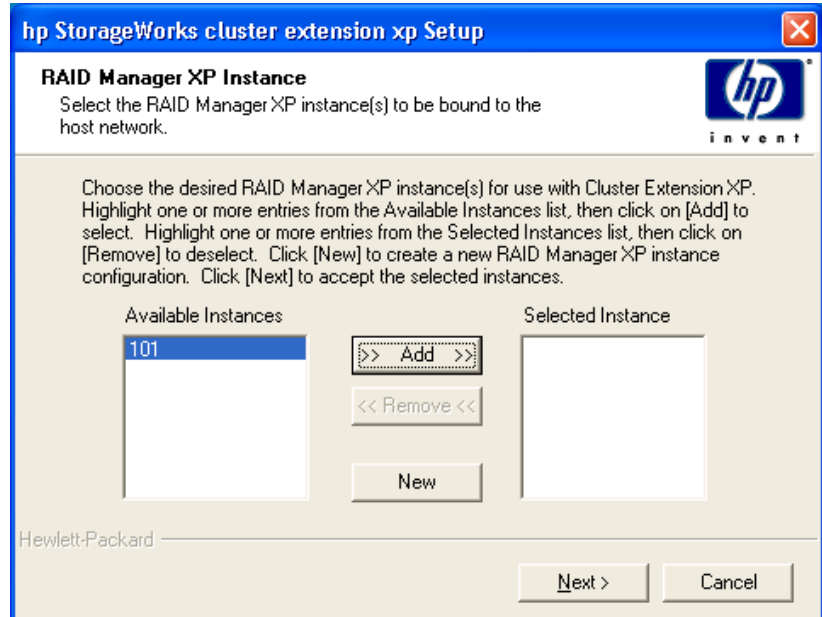 hp StorageWorks cluster extension xp Setup
RAID Manager XP Instance
Select the RAID Manager XP instance(s) to be bound to the
host network.
hp
invent
Choose the desired RAID Manager XP instance(s) for use with Cluster Extension XP.
Highlight one or more entries from the Available Instances list, then click on [Add] to
select. Highlight one or more entries from the Selected Instances list, then click on
[Remove] to deselect. Click [New] to create a new RAID Manager XP instance
configuration. Click [Next] to accept the selected instances.
Available Instances
Selected Instance
101
>> Add >>
<< Remove <<
New
Hewlett-Packard
Next >
Cancel